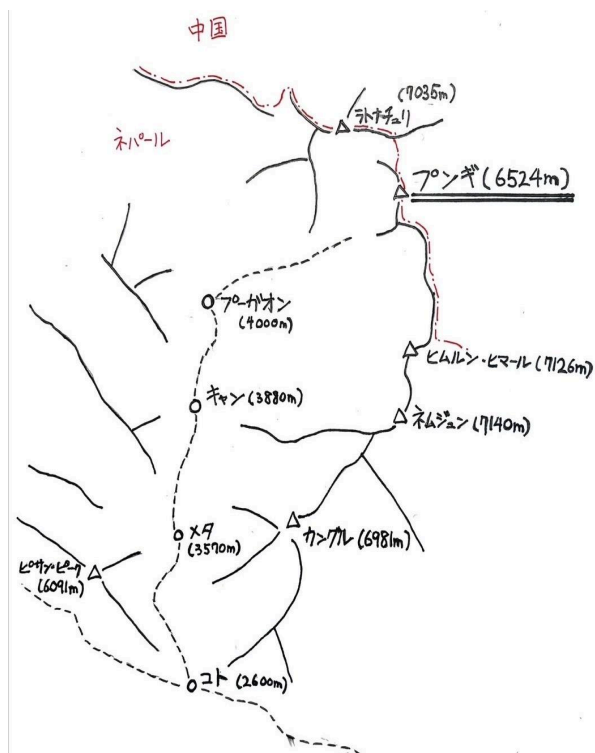 中国
(7035m)
ラトナチュリ
ネパール
プンギ(6524m)
プーガオン
(4000m)
ヒムルン・ヒマール(7126m)
キャン(3880m)
ネムジュン(7140m)
メタ
(3570m)
カングル(6981m)
ピサン・ピーク
(6091m)
コト(2600m)